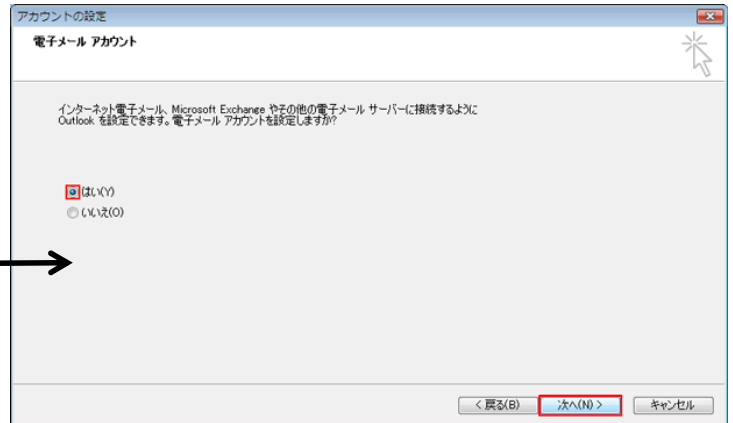 アカウントの設定
電子メール アカウント
インターネット電子メール、Microsoft Exchange やその他の電子メール サーバーに接続するように
Outlook を設定できます。電子メール アカウントを設定しますか?
はい(Y)
いいえ(O)
< 戻る(B) 次へ(N) > キャンセル